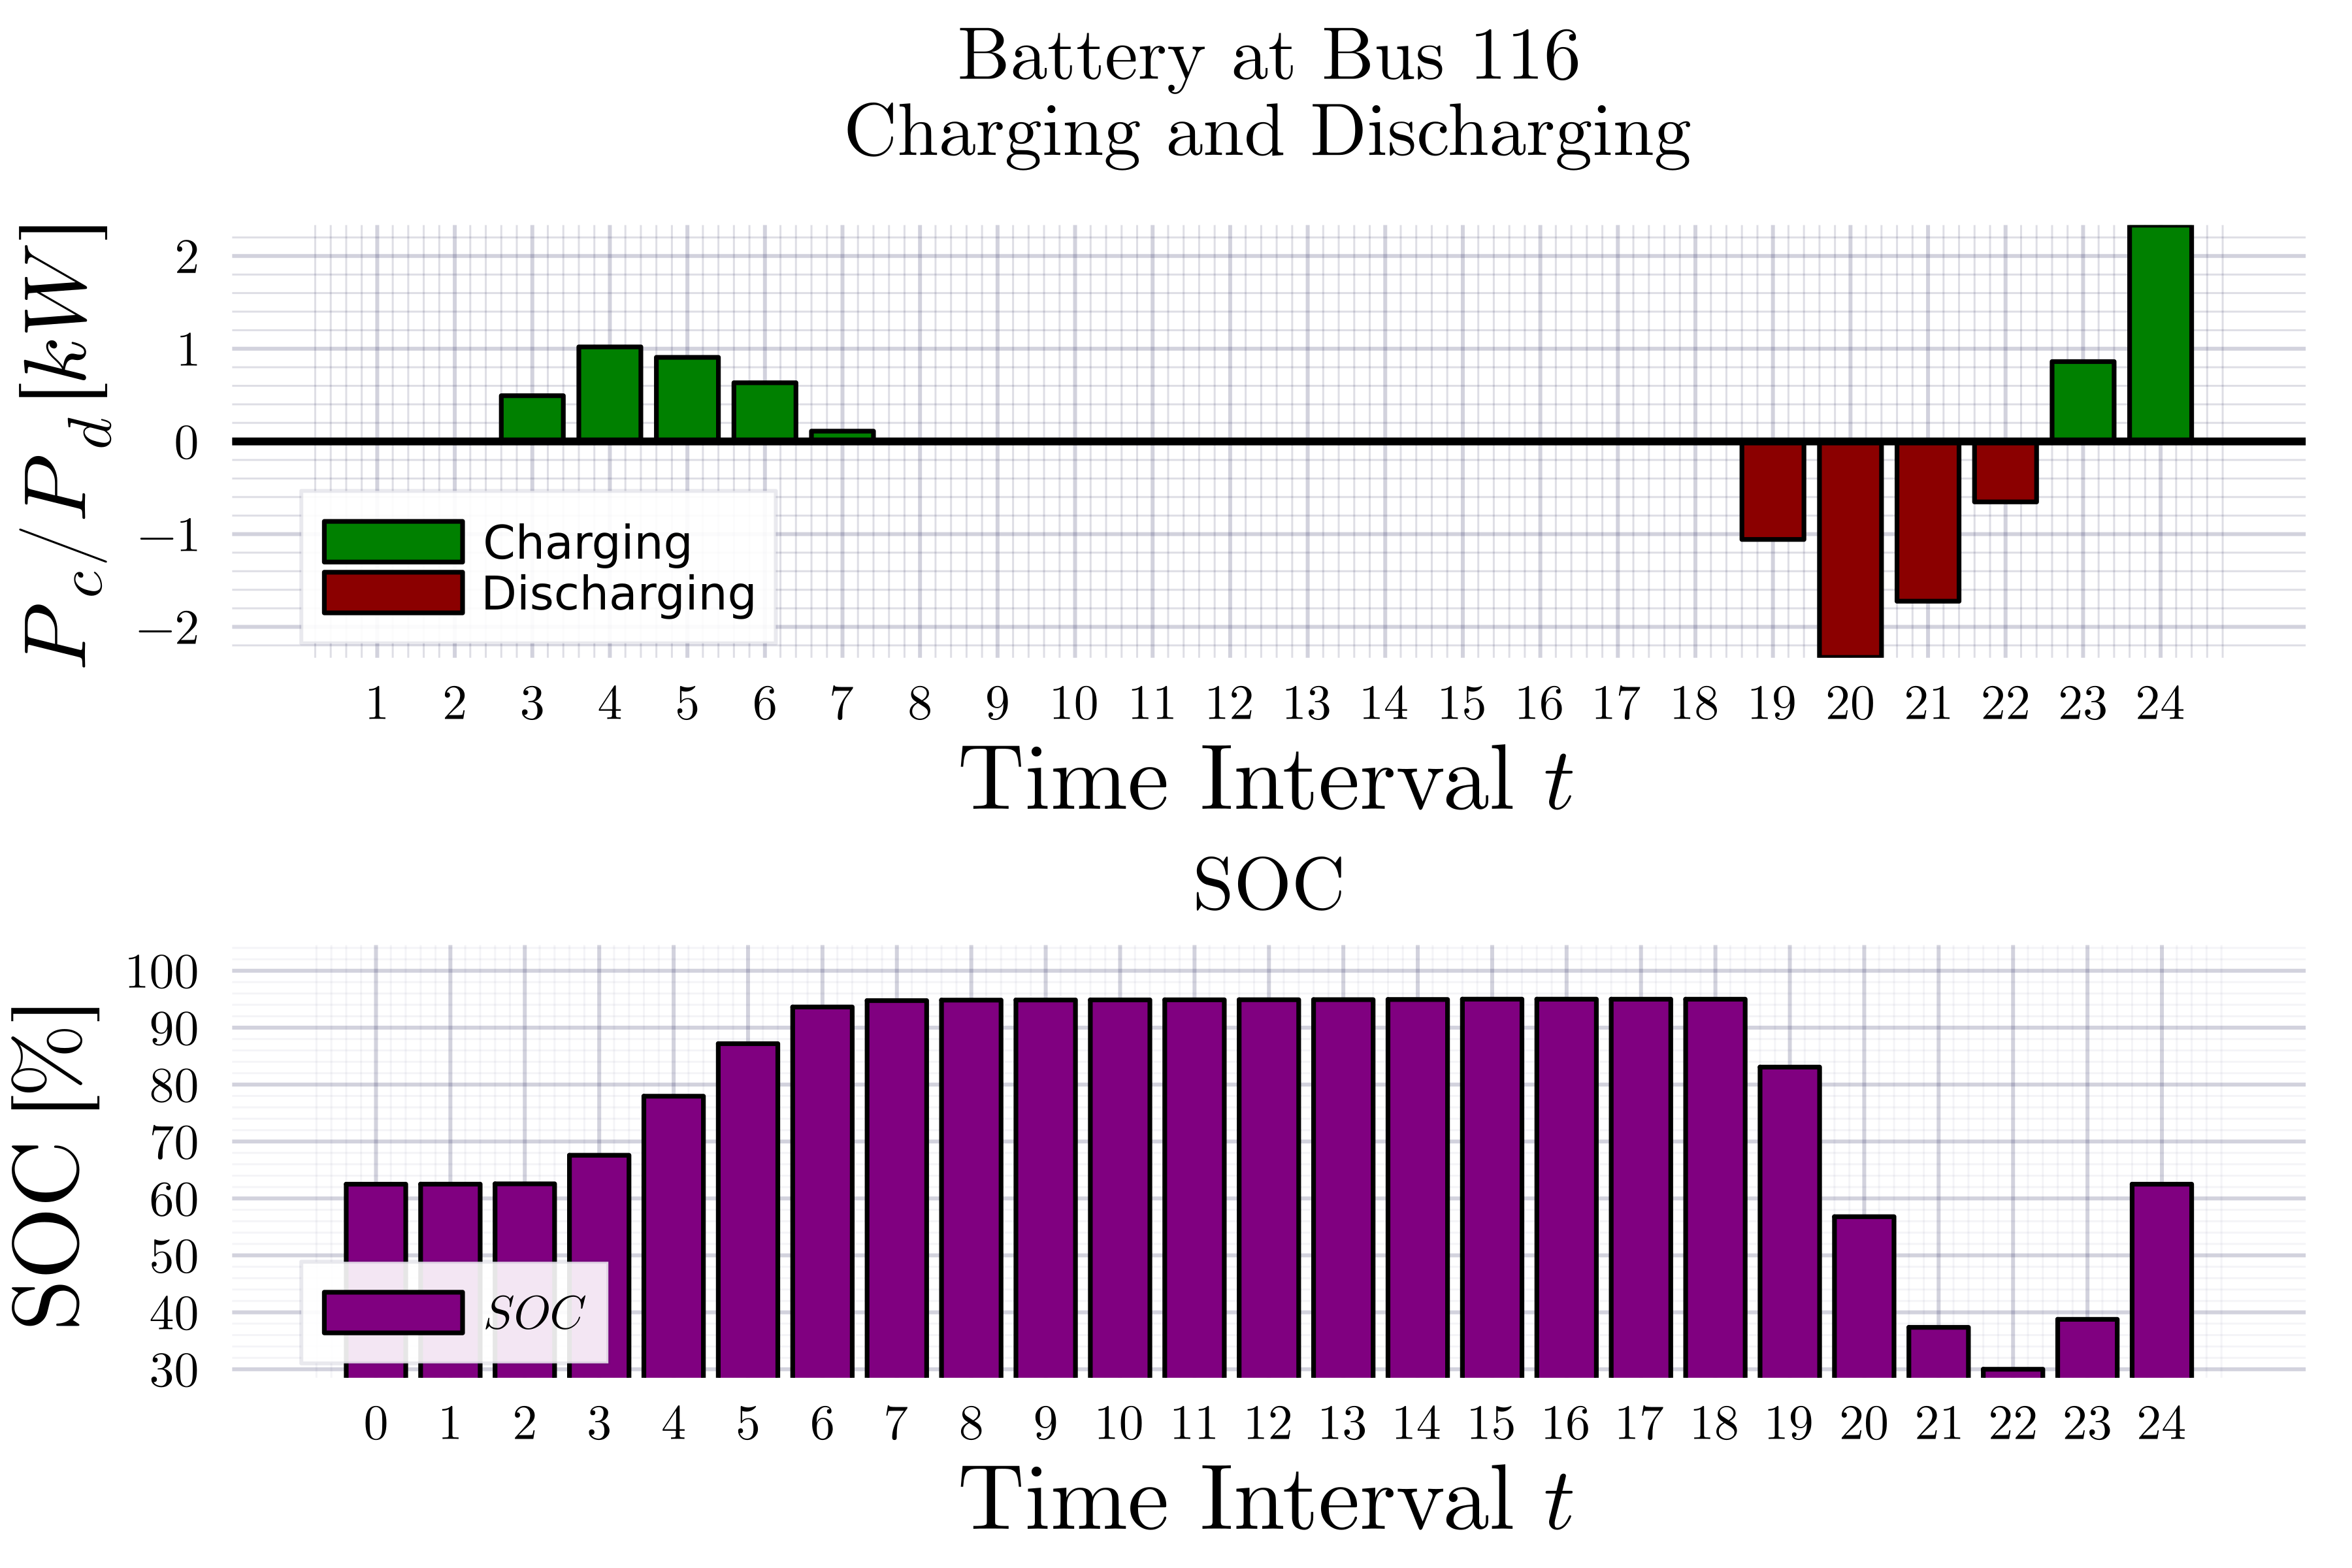 Battery at Bus 116
Charging and Discharging
P_c/P_d [kW]
2
1
0
−1
−2
Charging
Discharging
1 2 3 4 5 6 7 8 9 10 11 12 13 14 15 16 17 18 19 20 21 22 23 24
Time Interval t
SOC
SOC [%]
100
90
80
70
60
50
40
30
SOC
0 1 2 3 4 5 6 7 8 9 10 11 12 13 14 15 16 17 18 19 20 21 22 23 24
Time Interval t